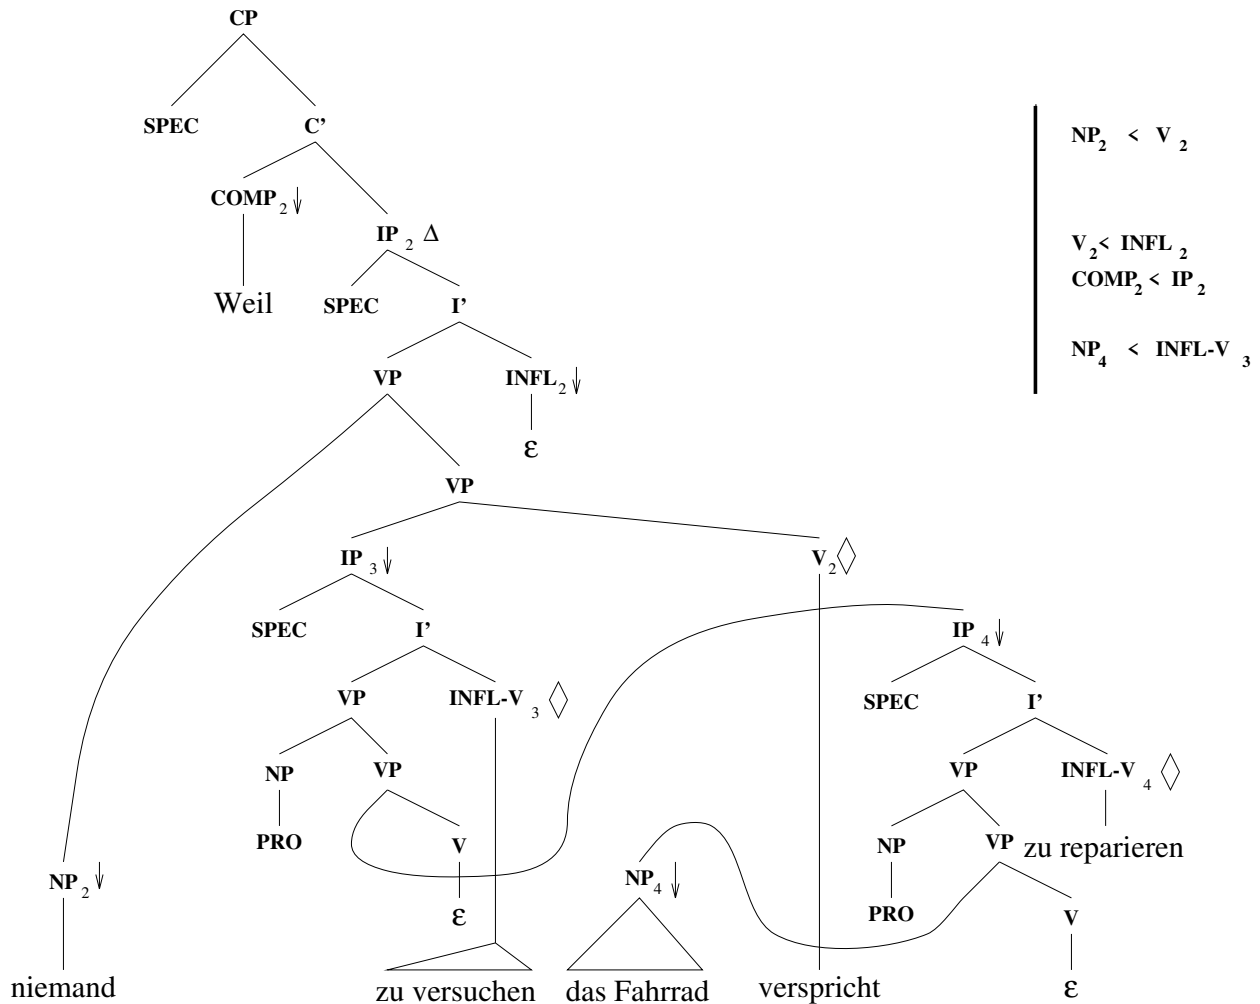 CP
SPEC C’
NP₂ < V₂
COMP₂↓
IP₂ Δ
V₂ < INFL₂
COMP₂ < IP₂
Weil SPEC I’
NP₄ < INFL-V₃
VP INFL₂↓
ε
VP
IP₃↓ V₂◇
SPEC I’ IP₄↓
VP INFL-V₃ ◇ SPEC I’
NP VP VP INFL-V₄ ◇
PRO V NP VP zu reparieren
NP₂↓ NP₄↓
ε PRO V
niemand zu versuchen das Fahrrad verspricht ε